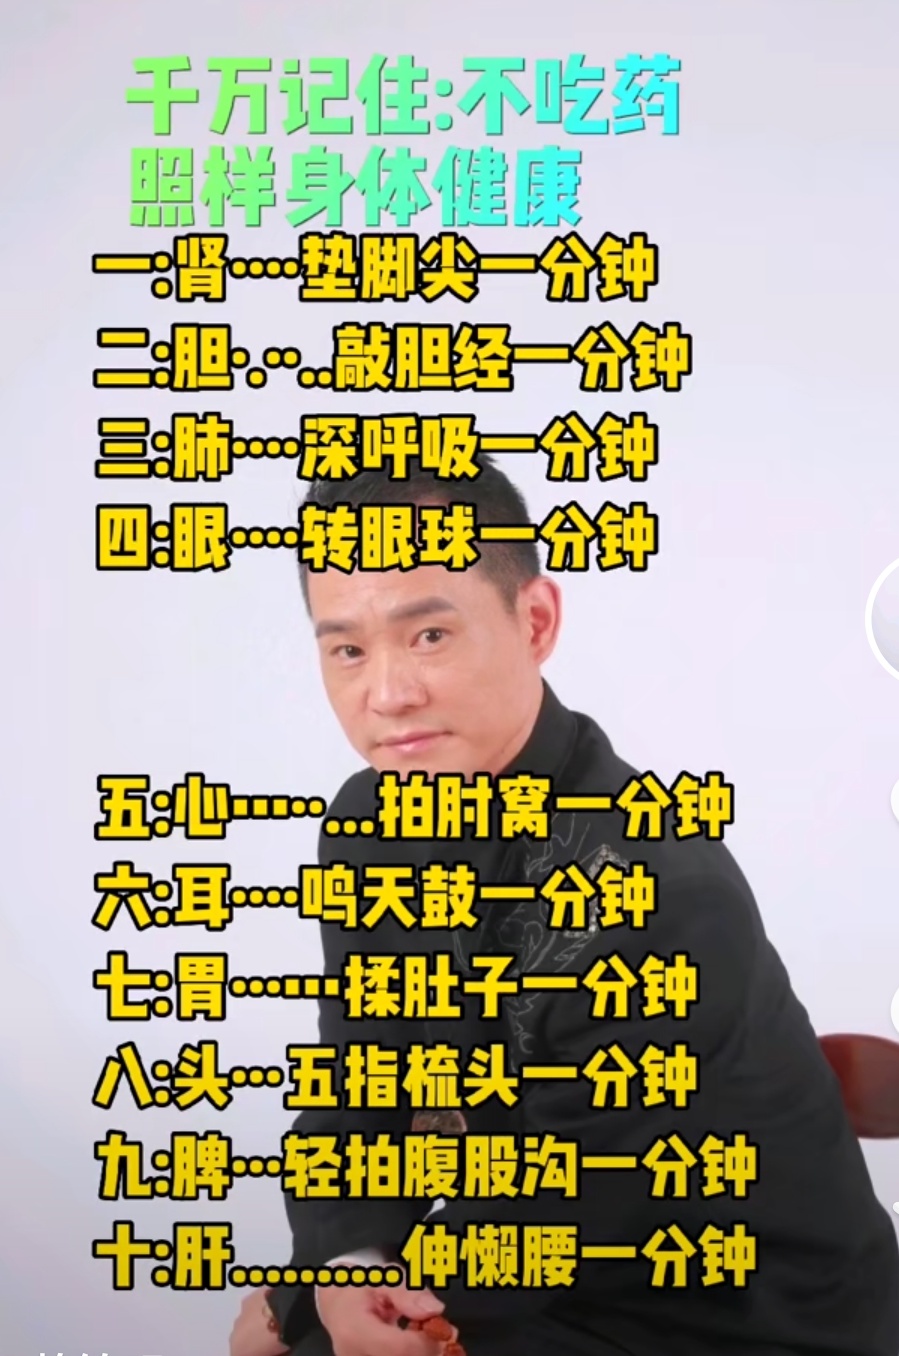 千万记住:不吃药
照样身体健康
一:肾····垫脚尖一分钟
二:胆·.··..敲胆经一分钟
三:肺····深呼吸一分钟
四:眼····转眼球一分钟
五:心······...拍肘窝一分钟
六:耳····鸣天鼓一分钟
七:胃······揉肚子一分钟
八:头···五指梳头一分钟
九:脾···轻拍腹股沟一分钟
十:肝..........伸懒腰一分钟